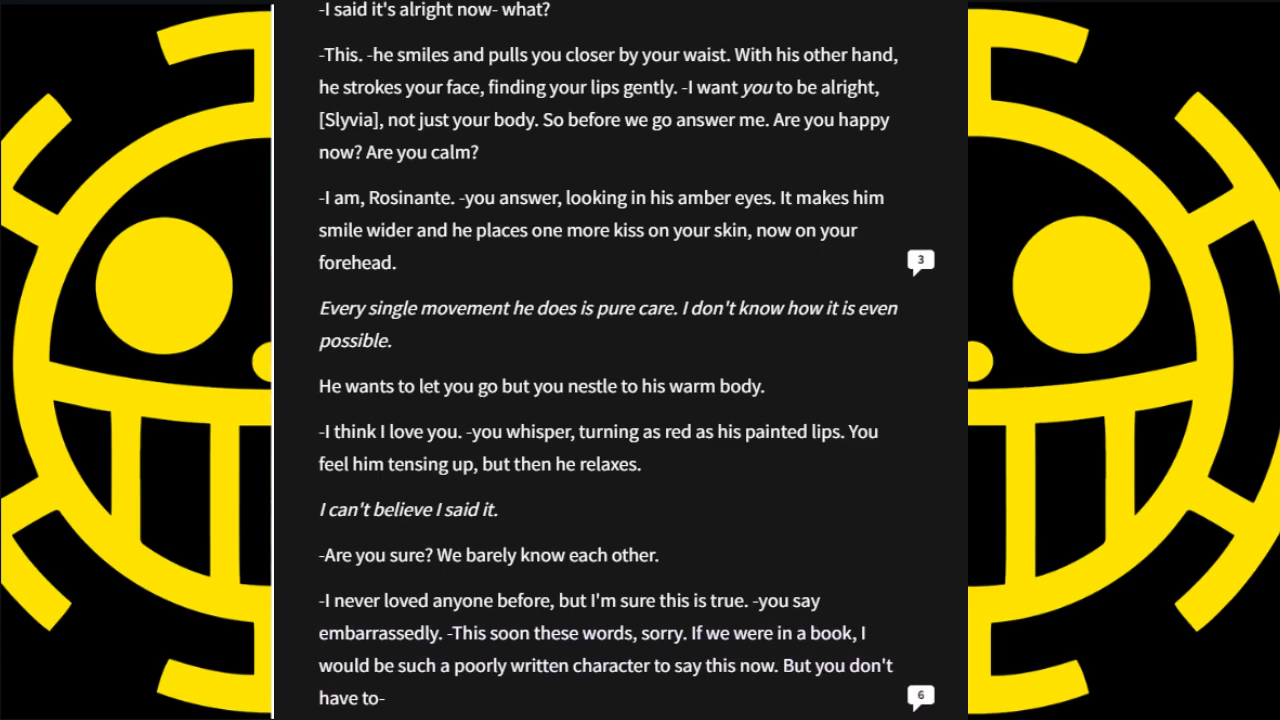 -I said it's alright now- what?
-This. -he smiles and pulls you closer by your waist. With his other hand,
he strokes your face, finding your lips gently. -I want you to be alright,
[Slyvia], not just your body. So before we go answer me. Are you happy
now? Are you calm?
-I am, Rosinante. -you answer, looking in his amber eyes. It makes him
smile wider and he places one more kiss on your skin, now on your
forehead.
3
Every single movement he does is pure care. I don't know how it is even
possible.
He wants to let you go but you nestle to his warm body.
-I think I love you. -you whisper, turning as red as his painted lips. You
feel him tensing up, but then he relaxes.
I can't believe I said it.
-Are you sure? We barely know each other.
-I never loved anyone before, but I'm sure this is true. -you say
embarrassedly. -This soon these words, sorry. If we were in a book, I
would be such a poorly written character to say this now. But you don't
have to-
6